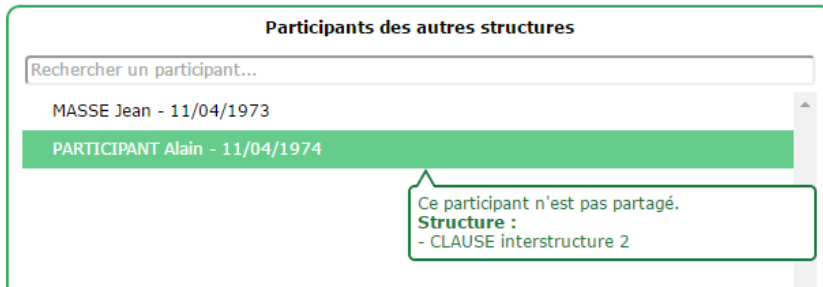 Participants des autres structures
Rechercher un participant...
MASSE Jean - 11/04/1973
PARTICIPANT Alain - 11/04/1974
Ce participant n'est pas partagé.
Structure :
- CLAUSE interstructure 2